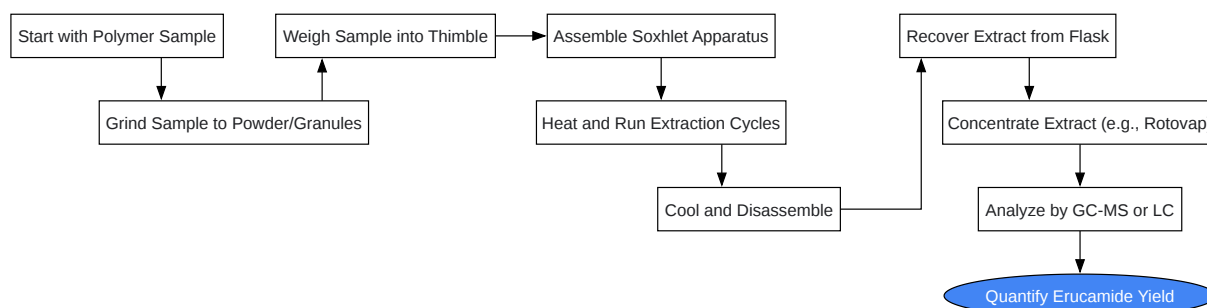 Start with Polymer Sample
Grind Sample to Powder/Granules
Weigh Sample into Thimble
Assemble Soxhlet Apparatus
Heat and Run Extraction Cycles
Cool and Disassemble
Recover Extract from Flask
Concentrate Extract (e.g., Rotovap
Analyze by GC-MS or LC
Quantify Erucamide Yield